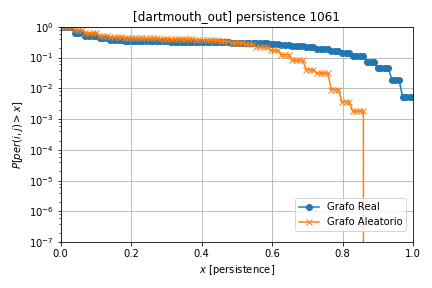 [dartmouth_out] persistence 1061
P[per(i,j) > x]
10^0
10^-1
10^-2
10^-3
10^-4
10^-5
10^-6
10^-7
Grafo Real
Grafo Aleatorio
0.0 0.2 0.4 0.6 0.8 1.0
x [persistence]